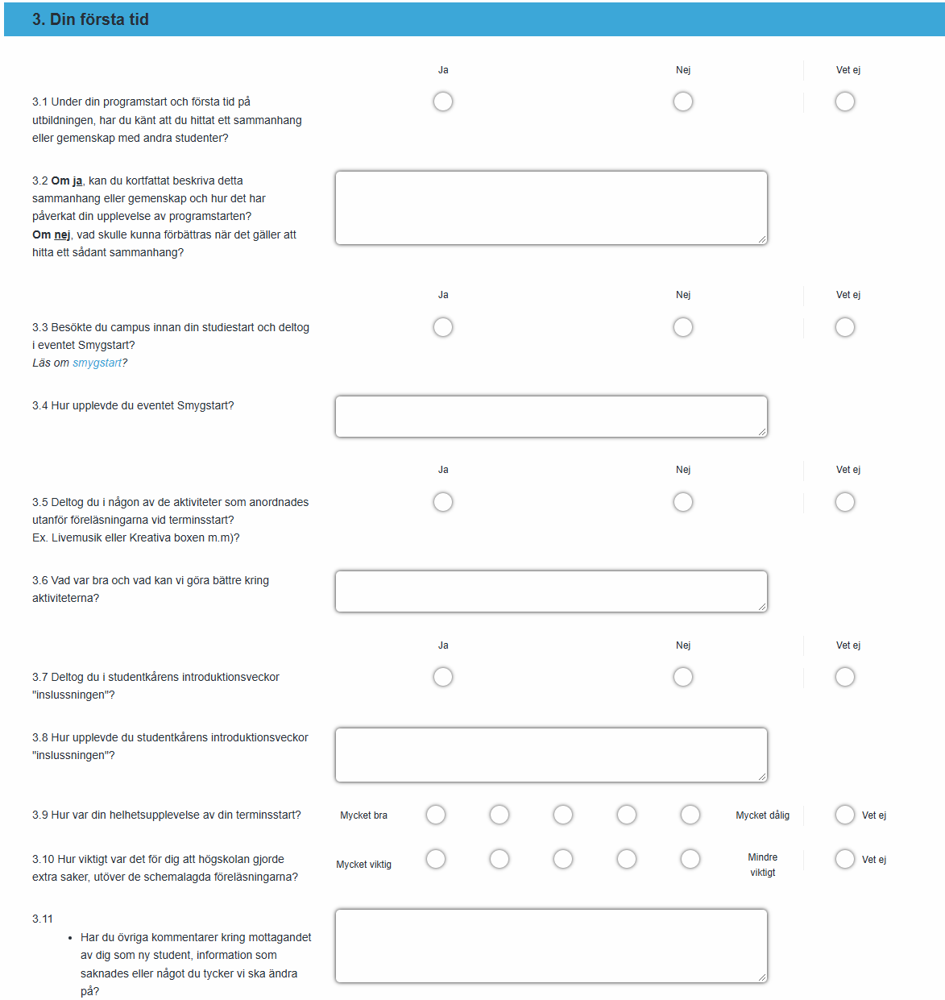 3. Din första tid
Ja Nej Vet ej
3.1 Under din programstart och första tid på
utbildningen, har du känt att du hittat ett sammanhang
eller gemenskap med andra studenter?
3.2 Om ja, kan du kortfattat beskriva detta
sammanhang eller gemenskap och hur det har
påverkat din upplevelse av programstarten?
Om nej, vad skulle kunna förbättras när det gäller att
hitta ett sådant sammanhang?
Ja Nej Vet ej
3.3 Besökte du campus innan din studiestart och deltog
i eventet Smygstart?
Läs om smygstart?
3.4 Hur upplevde du eventet Smygstart?
Ja Nej Vet ej
3.5 Deltog du i någon av de aktiviteter som anordnades
utanför föreläsningarna vid terminsstart?
Ex. Livemusik eller Kreativa boxen m.m)?
3.6 Vad var bra och vad kan vi göra bättre kring
aktiviteterna?
Ja Nej Vet ej
3.7 Deltog du i studentkårens introduktionsveckor
"inslussningen"?
3.8 Hur upplevde du studentkårens introduktionsveckor
"inslussningen"?
3.9 Hur var din helhetsupplevelse av din terminsstart? Mycket bra Mycket dålig Vet ej
3.10 Hur viktigt var det för dig att högskolan gjorde
extra saker, utöver de schemalagda föreläsningarna?
Mycket viktig
Mindre
viktigt
Vet ej
3.11
• Har du övriga kommentarer kring mottagandet
av dig som ny student, information som
saknades eller något du tycker vi ska ändra
på?